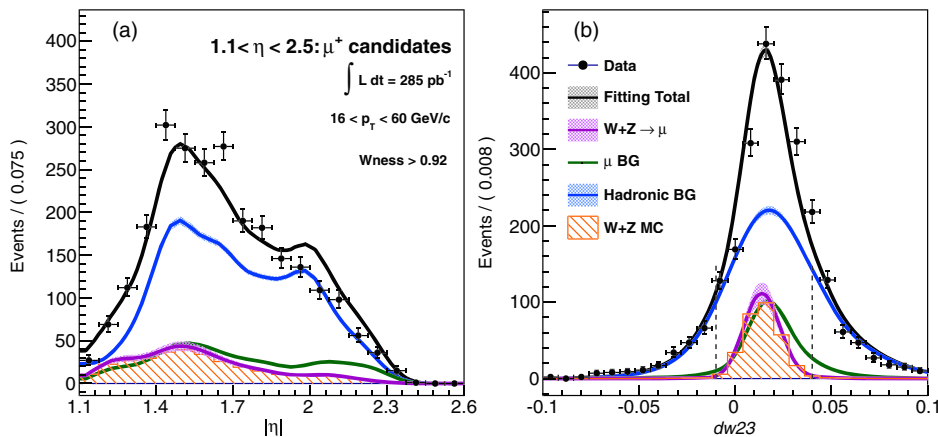 (a)
1.1< η < 2.5: μ⁺ candidates
∫ L dt = 285 pb⁻¹
16 < p_T < 60 GeV/c
Wness > 0.92
Events / ( 0.075 )
400
350
300
250
200
150
100
50
0
1.1 1.4 1.7 2 2.3 2.6
|η|
(b)
Data
Fitting Total
W+Z → μ
μ BG
Hadronic BG
W+Z MC
Events / ( 0.008 )
400
300
200
100
0
-0.1 -0.05 0 0.05 0.1
dw23